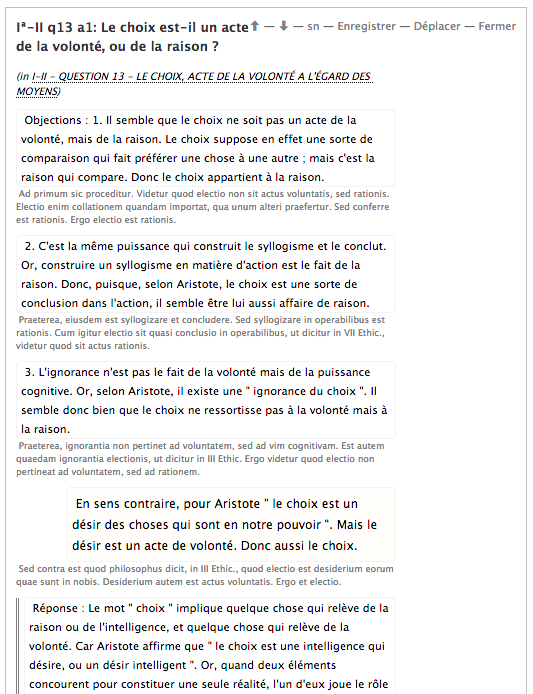 Iª-II q13 a1: Le choix est-il un acte⬆ — ⬇ — sn — Enregistrer — Déplacer — Fermer
de la volonté, ou de la raison ?
(in I-II - QUESTION 13 - LE CHOIX, ACTE DE LA VOLONTÉ A L'ÉGARD DES
MOYENS)
Objections : 1. Il semble que le choix ne soit pas un acte de la
volonté, mais de la raison. Le choix suppose en effet une sorte de
comparaison qui fait préférer une chose à une autre ; mais c'est la
raison qui compare. Donc le choix appartient à la raison.
Ad primum sic proceditur. Videtur quod electio non sit actus voluntatis, sed rationis.
Electio enim collationem quandam importat, qua unum alteri praefertur. Sed conferre
est rationis. Ergo electio est rationis.
2. C'est la même puissance qui construit le syllogisme et le conclut.
Or, construire un syllogisme en matière d'action est le fait de la
raison. Donc, puisque, selon Aristote, le choix est une sorte de
conclusion dans l'action, il semble être lui aussi affaire de raison.
Praeterea, eiusdem est syllogizare et concludere. Sed syllogizare in operabilibus est
rationis. Cum igitur electio sit quasi conclusio in operabilibus, ut dicitur in VII Ethic.,
videtur quod sit actus rationis.
3. L'ignorance n'est pas le fait de la volonté mais de la puissance
cognitive. Or, selon Aristote, il existe une " ignorance du choix ". Il
semble donc bien que le choix ne ressortisse pas à la volonté mais à
la raison.
Praeterea, ignorantia non pertinet ad voluntatem, sed ad vim cognitivam. Est autem
quaedam ignorantia electionis, ut dicitur in III Ethic. Ergo videtur quod electio non
pertineat ad voluntatem, sed ad rationem.
En sens contraire, pour Aristote " le choix est un
désir des choses qui sont en notre pouvoir ". Mais le
désir est un acte de volonté. Donc aussi le choix.
Sed contra est quod philosophus dicit, in III Ethic., quod electio est desiderium eorum
quae sunt in nobis. Desiderium autem est actus voluntatis. Ergo et electio.
Réponse : Le mot " choix " implique quelque chose qui relève de la
raison ou de l'intelligence, et quelque chose qui relève de la
volonté. Car Aristote affirme que " le choix est une intelligence qui
désire, ou un désir intelligent ". Or, quand deux éléments
concourent pour constituer une seule réalité, l'un d'eux joue le rôle